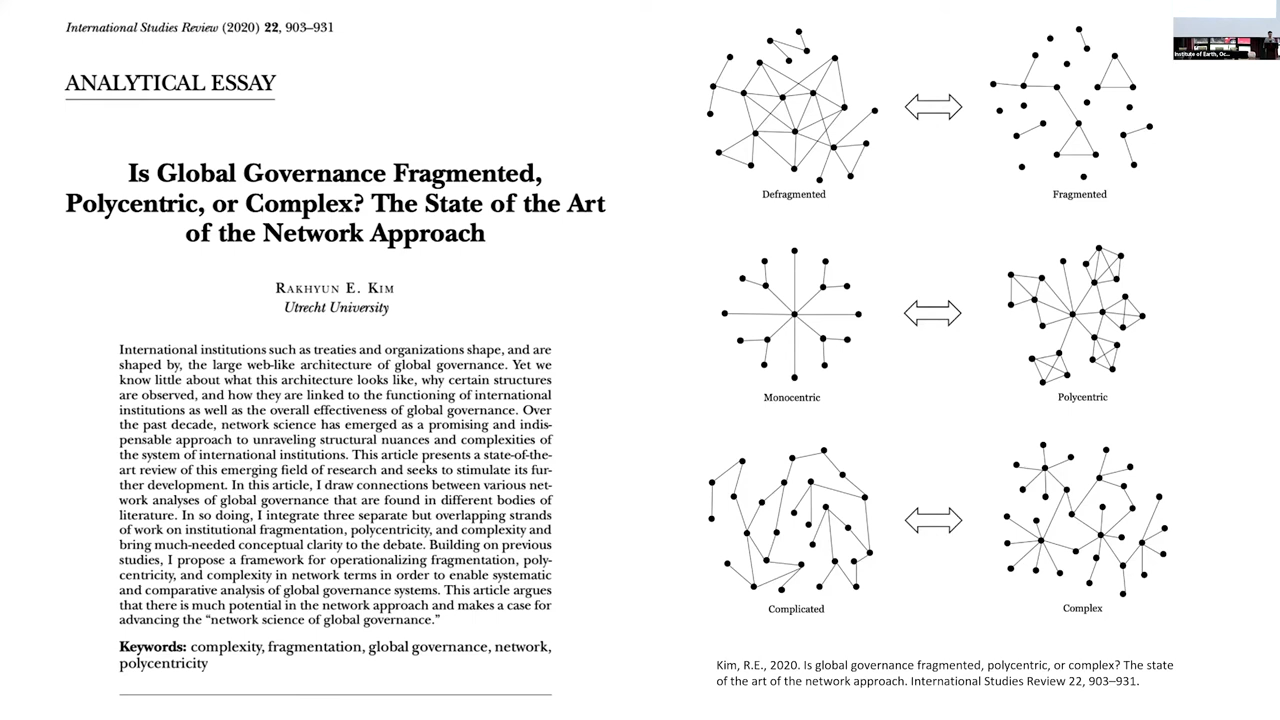 International Studies Review (2020) 22, 903–931
ANALYTICAL ESSAY
Is Global Governance Fragmented,
Polycentric, or Complex? The State of the Art
of the Network Approach
RAKHYUN E. KIM
Utrecht University
International institutions such as treaties and organizations shape, and are
shaped by, the large web-like architecture of global governance. Yet we
know little about what this architecture looks like, why certain structures
are observed, and how they are linked to the functioning of international
institutions as well as the overall effectiveness of global governance. Over
the past decade, network science has emerged as a promising and indis-
pensable approach to unraveling structural nuances and complexities of
the system of international institutions. This article presents a state-of-the-
art review of this emerging field of research and seeks to stimulate its fur-
ther development. In this article, I draw connections between various net-
work analyses of global governance that are found in different bodies of
literature. In so doing, I integrate three separate but overlapping strands
of work on institutional fragmentation, polycentricity, and complexity and
bring much-needed conceptual clarity to the debate. Building on previous
studies, I propose a framework for operationalizing fragmentation, poly-
centricity, and complexity in network terms in order to enable systematic
and comparative analysis of global governance systems. This article argues
that there is much potential in the network approach and makes a case for
advancing the “network science of global governance.”
Keywords: complexity, fragmentation, global governance, network,
polycentricity
Defragmented
Fragmented
Monocentric
Polycentric
Complicated
Complex
Kim, R.E., 2020. Is global governance fragmented, polycentric, or complex? The state
of the art of the network approach. International Studies Review 22, 903–931.
Institute of Earth, Oc...